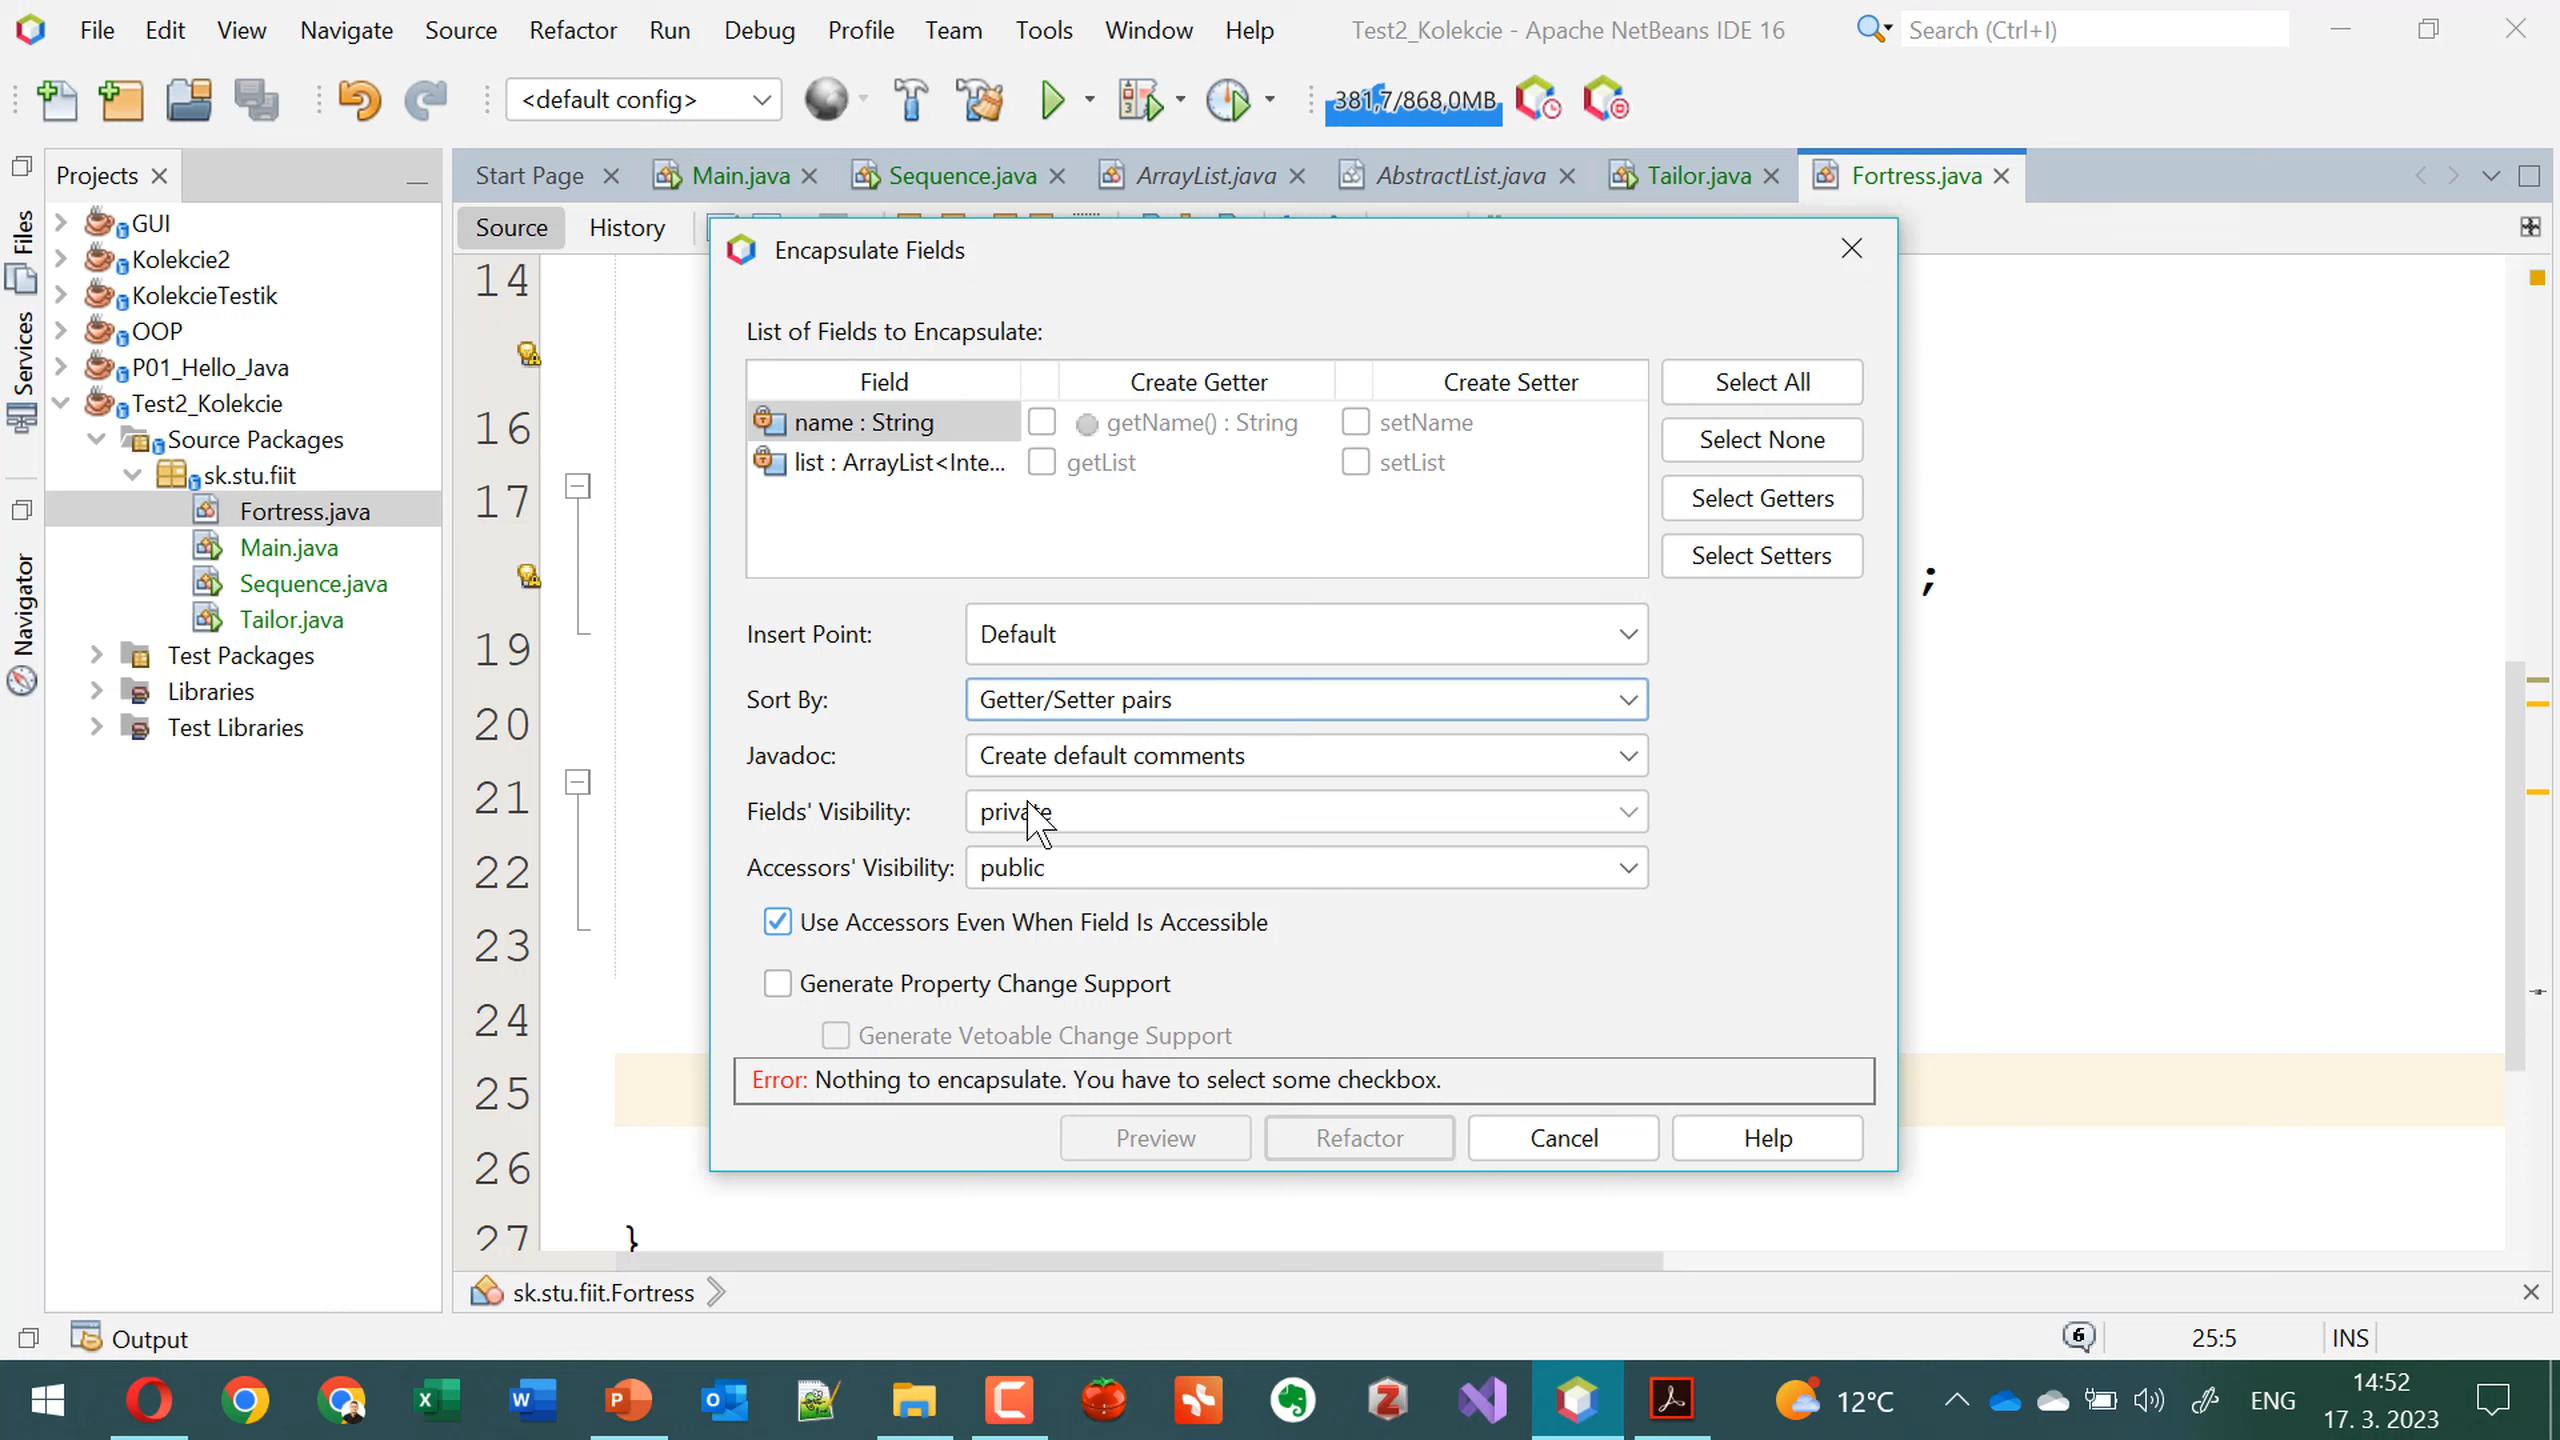 File Edit View Navigate Source Refactor Run Debug Profile Team Tools Window Help Test2_Kolekcie - Apache NetBeans IDE 16 Search (Ctrl+I)
<default config> 381,7/868,0MB
Projects
Start Page Main.java Sequence.java ArrayList.java AbstractList.java Tailor.java Fortress.java
Source History
Files
Services
Navigator
GUI
Kolekcie2
KolekcieTestik
OOP
P01_Hello_Java
Test2_Kolekcie
Source Packages
sk.stu.fiit
Fortress.java
Main.java
Sequence.java
Tailor.java
Test Packages
Libraries
Test Libraries
14
16
17
19
20
21
22
23
24
25
26
27
;
}
Encapsulate Fields
List of Fields to Encapsulate:
Field Create Getter Create Setter
name : String getName() : String setName
list : ArrayList<Inte... getList setList
Select All
Select None
Select Getters
Select Setters
Insert Point: Default
Sort By: Getter/Setter pairs
Javadoc: Create default comments
Fields' Visibility: private
Accessors' Visibility: public
Use Accessors Even When Field Is Accessible
Generate Property Change Support
Generate Vetoable Change Support
Error: Nothing to encapsulate. You have to select some checkbox.
Preview Refactor Cancel Help
sk.stu.fiit.Fortress
Output 6 25:5 INS
12°C ENG 14:52
17. 3. 2023